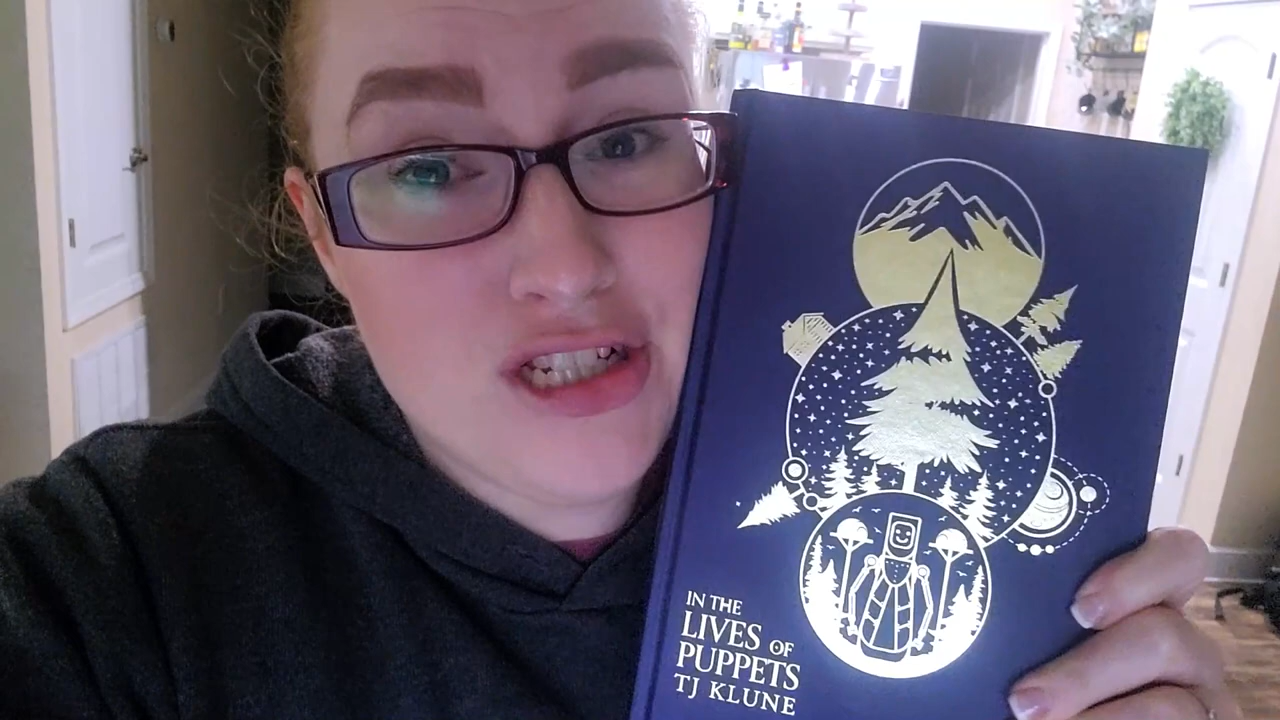 IN THE
LIVES OF
PUPPETS
TJ KLUNE